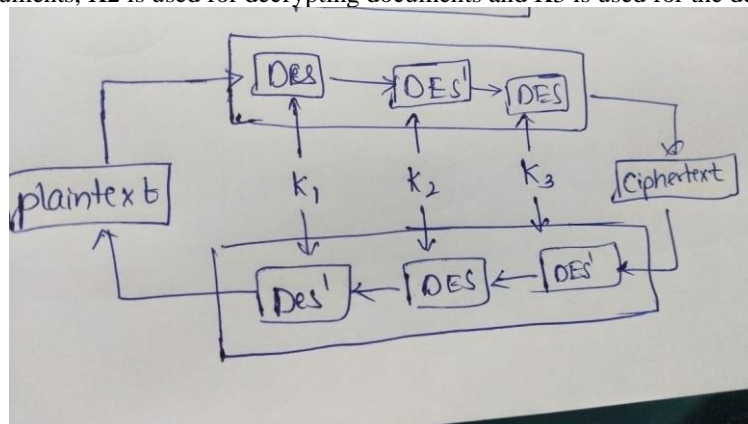 uments, K2 is used for decrypting documents and K3 is used for the d
DES
DES'
DES
plaintext
K1
K2
K3
Ciphertext
Des'
DES
DES'